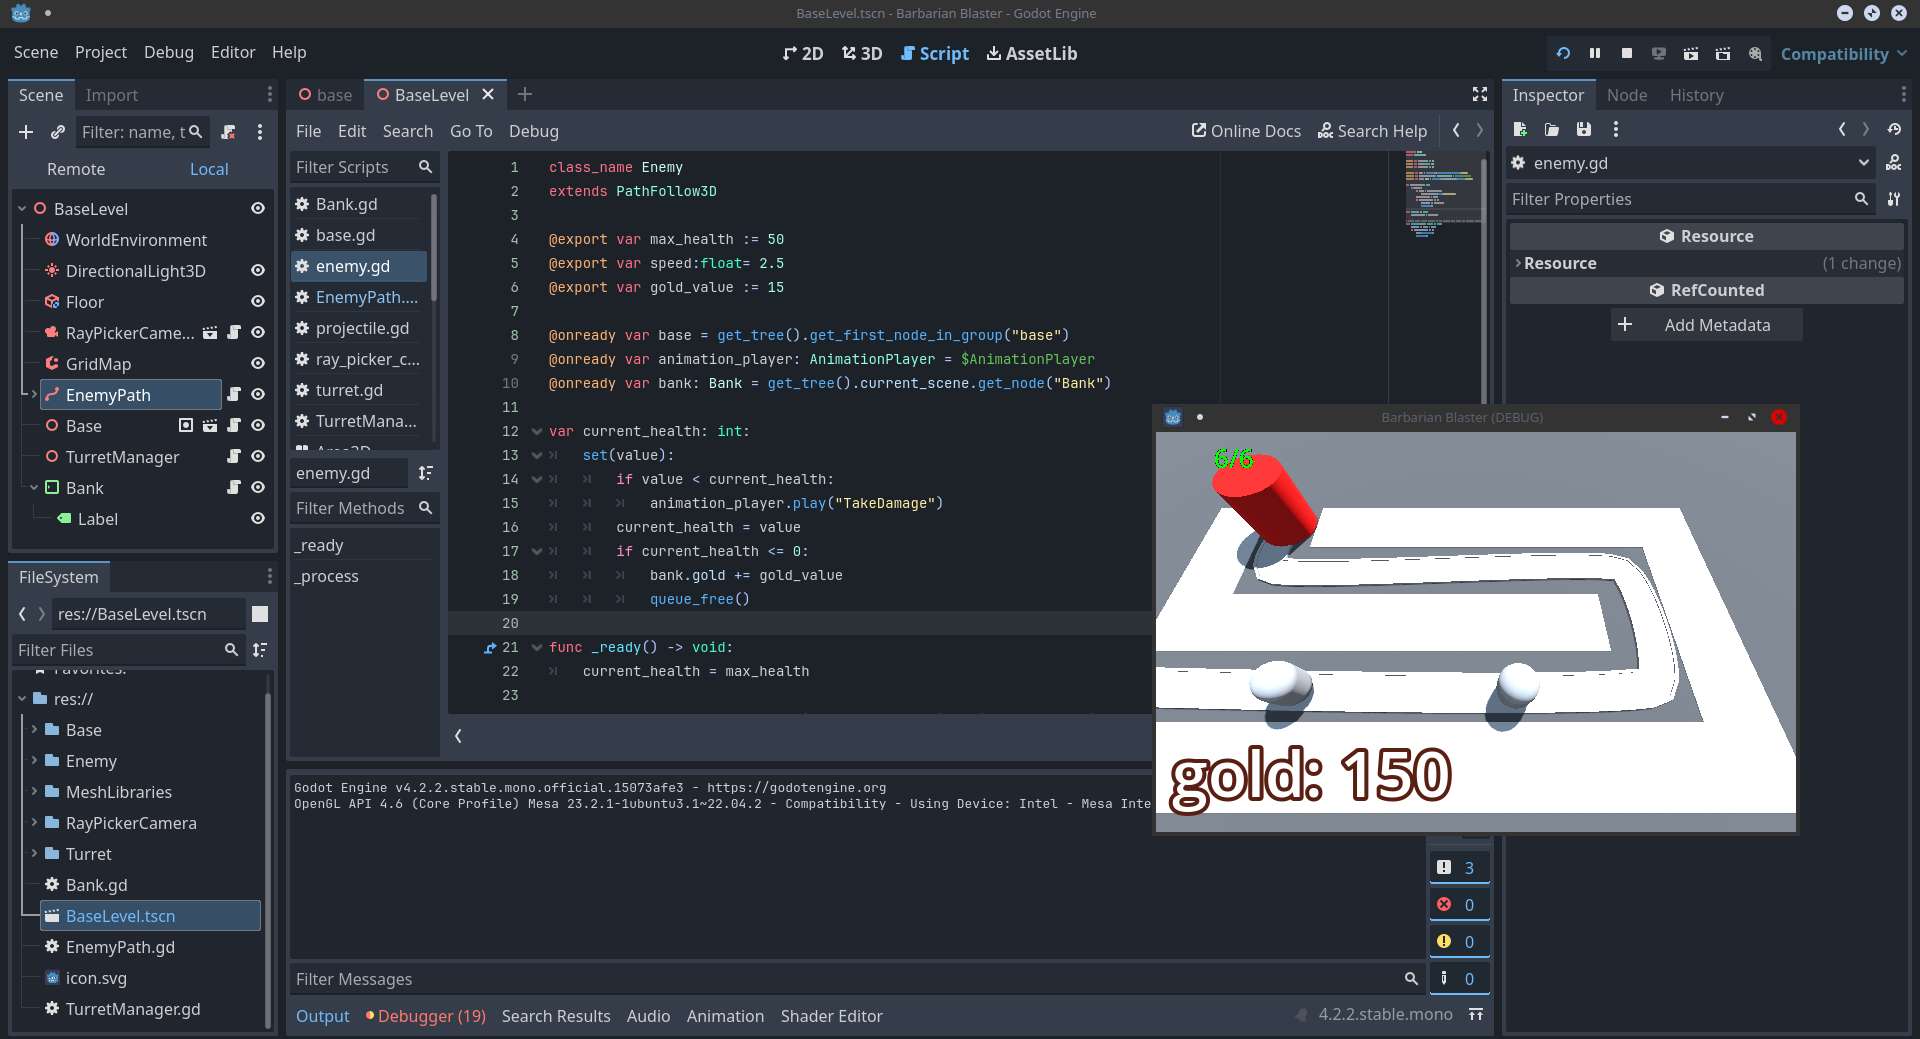 BaseLevel.tscn - Barbarian Blaster - Godot Engine
Scene Project Debug Editor Help
2D 3D Script AssetLib
Compatibility
Scene Import
Filter: name, t
Remote Local
BaseLevel
WorldEnvironment
DirectionalLight3D
Floor
RayPickerCame...
GridMap
EnemyPath
Base
TurretManager
Bank
Label
FileSystem
res://BaseLevel.tscn
Filter Files
res://
Base
Enemy
MeshLibraries
RayPickerCamera
Turret
Bank.gd
BaseLevel.tscn
EnemyPath.gd
icon.svg
TurretManager.gd
base BaseLevel
File Edit Search Go To Debug
Online Docs Search Help
Filter Scripts
Bank.gd
base.gd
enemy.gd
EnemyPath....
projectile.gd
ray_picker_c...
turret.gd
TurretMana...
enemy.gd
Filter Methods
_ready
_process
1 class_name Enemy
2 extends PathFollow3D
3
4 @export var max_health := 50
5 @export var speed:float= 2.5
6 @export var gold_value := 15
7
8 @onready var base = get_tree().get_first_node_in_group("base")
9 @onready var animation_player: AnimationPlayer = $AnimationPlayer
10 @onready var bank: Bank = get_tree().current_scene.get_node("Bank")
11
12 var current_health: int:
13 set(value):
14 if value < current_health:
15 animation_player.play("TakeDamage")
16 current_health = value
17 if current_health <= 0:
18 bank.gold += gold_value
19 queue_free()
20
21 func _ready() -> void:
22 current_health = max_health
23
Godot Engine v4.2.2.stable.mono.official.15073afe3 - https://godotengine.org
OpenGL API 4.6 (Core Profile) Mesa 23.2.1-1ubuntu3.1~22.04.2 - Compatibility - Using Device: Intel - Mesa Inte
3
0
0
0
Filter Messages
Output Debugger (19) Search Results Audio Animation Shader Editor
4.2.2.stable.mono
Inspector Node History
enemy.gd
Filter Properties
Resource
Resource (1 change)
RefCounted
Add Metadata
Barbarian Blaster (DEBUG)
6/6
gold: 150